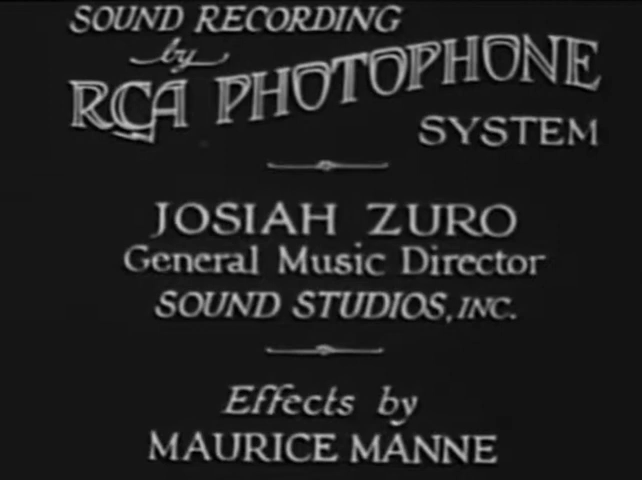 SOUND RECORDING
by
RCA PHOTOPHONE
SYSTEM
JOSIAH ZURO
General Music Director
SOUND STUDIOS, INC.
Effects by
MAURICE MANNE